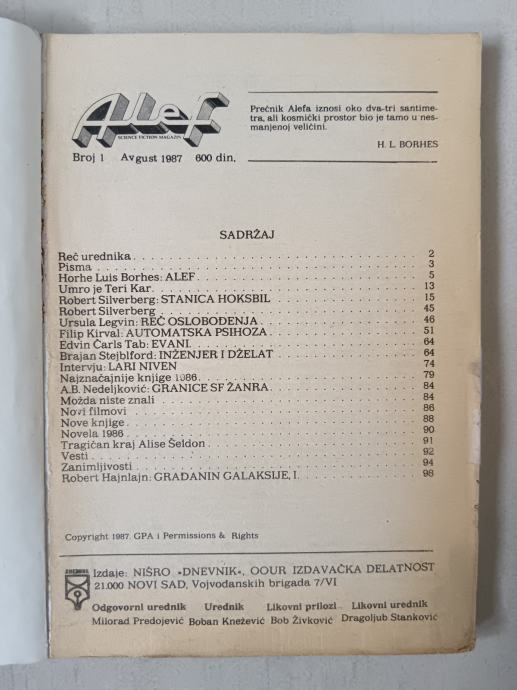 Alef
SCIENCE FICTION MAGAZIN
Broj 1 Avgust 1987 600 din.
Prečnik Alefa iznosi oko dva-tri santime-
tra, ali kosmički prostor bio je tamo u nes-
manjenoj veličini.
H. L. BORHES
SADRŽAJ
Reč urednika 2
Pisma 3
Horhe Luis Borhes: ALEF 5
Umro je Teri Kar 13
Robert Silverberg: STANICA HOKSBIL 15
Robert Silverberg 45
Ursula Legvin: REČ OSLOBOĐENJA 46
Filip Kirval: AUTOMATSKA PSIHOZA 51
Edvin Čarls Tab: EVANI 64
Brajan Stejblford: INŽENJER I DŽELAT 64
Intervju: LARI NIVEN 74
Najznačajnije knjige 1986. 79
A.B. Nedeljković: GRANICE SF ŽANRA 84
Možda niste znali 84
Novi filmovi 86
Nove knjige 88
Novela 1986 90
Tragičan kraj Alise Šeldon 91
Vesti 92
Zanimljivosti 94
Robert Hajnlajn: GRAĐANIN GALAKSIJE, I 98
Copyright 1987. GPA i Permissions & Rights
Izdaje: NIŠRO »DNEVNIK«, OOUR IZDAVAČKA DELATNOST
21.000 NOVI SAD, Vojvođanskih brigada 7/VI
Odgovorni urednik Urednik Likovni prilozi Likovni urednik
Milorad Predojević Boban Knežević Bob Živković Dragoljub Stanković